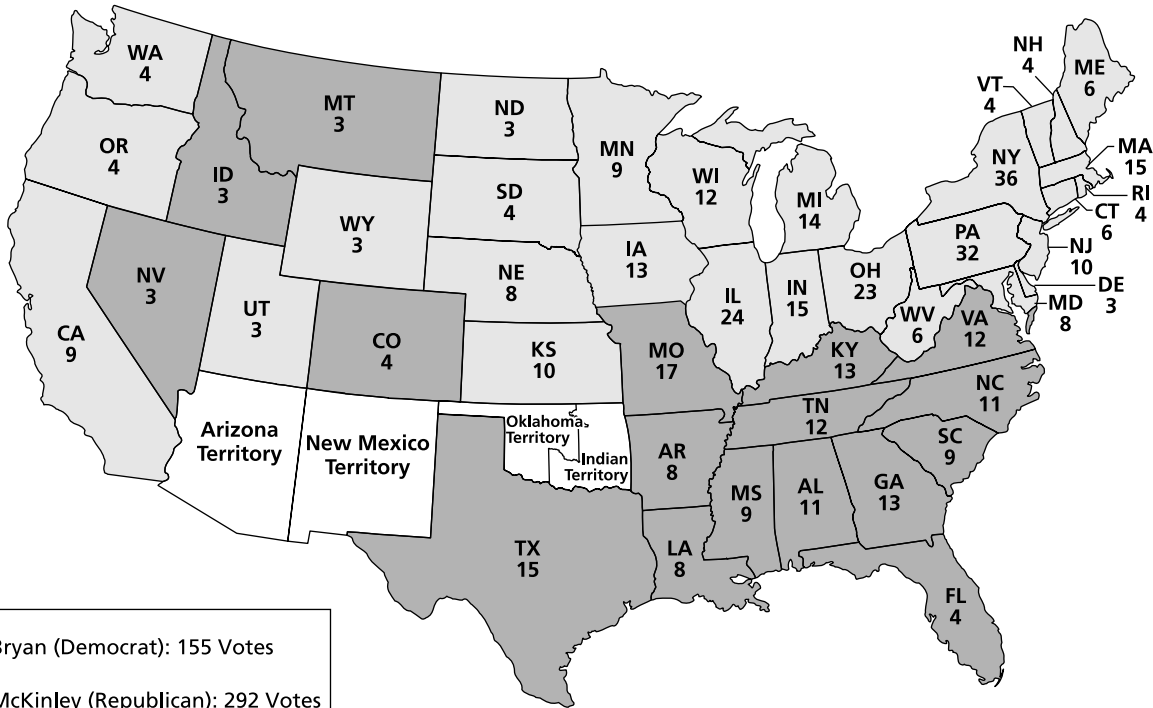 WA
4
OR
4
CA
9
NV
3
ID
3
MT
3
WY
3
UT
3
CO
4
Arizona
Territory
New Mexico
Territory
ND
3
SD
4
NE
8
KS
10
Oklahoma
Territory
Indian
Territory
TX
15
MN
9
IA
13
MO
17
AR
8
LA
8
WI
12
IL
24
MI
14
IN
15
OH
23
KY
13
TN
12
MS
9
AL
11
GA
13
FL
4
SC
9
NC
11
VA
12
WV
6
PA
32
NY
36
VT
4
NH
4
ME
6
MA
15
RI
4
CT
6
NJ
10
DE
3
MD
8
Bryan (Democrat): 155 Votes
McKinley (Republican): 292 Votes